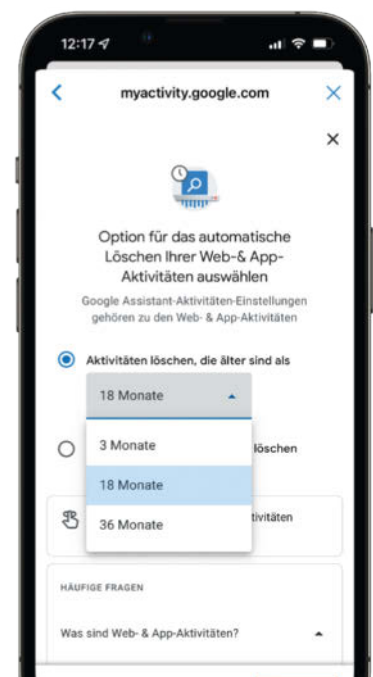 12:17
myactivity.google.com
Option für das automatische
Löschen Ihrer Web-& App-
Aktivitäten auswählen
Google Assistant-Aktivitäten-Einstellungen
gehören zu den Web- & App-Aktivitäten
Aktivitäten löschen, die älter sind als
18 Monate
3 Monate
löschen
18 Monate
36 Monate
tivitäten
HÄUFIGE FRAGEN
Was sind Web- & App-Aktivitäten?